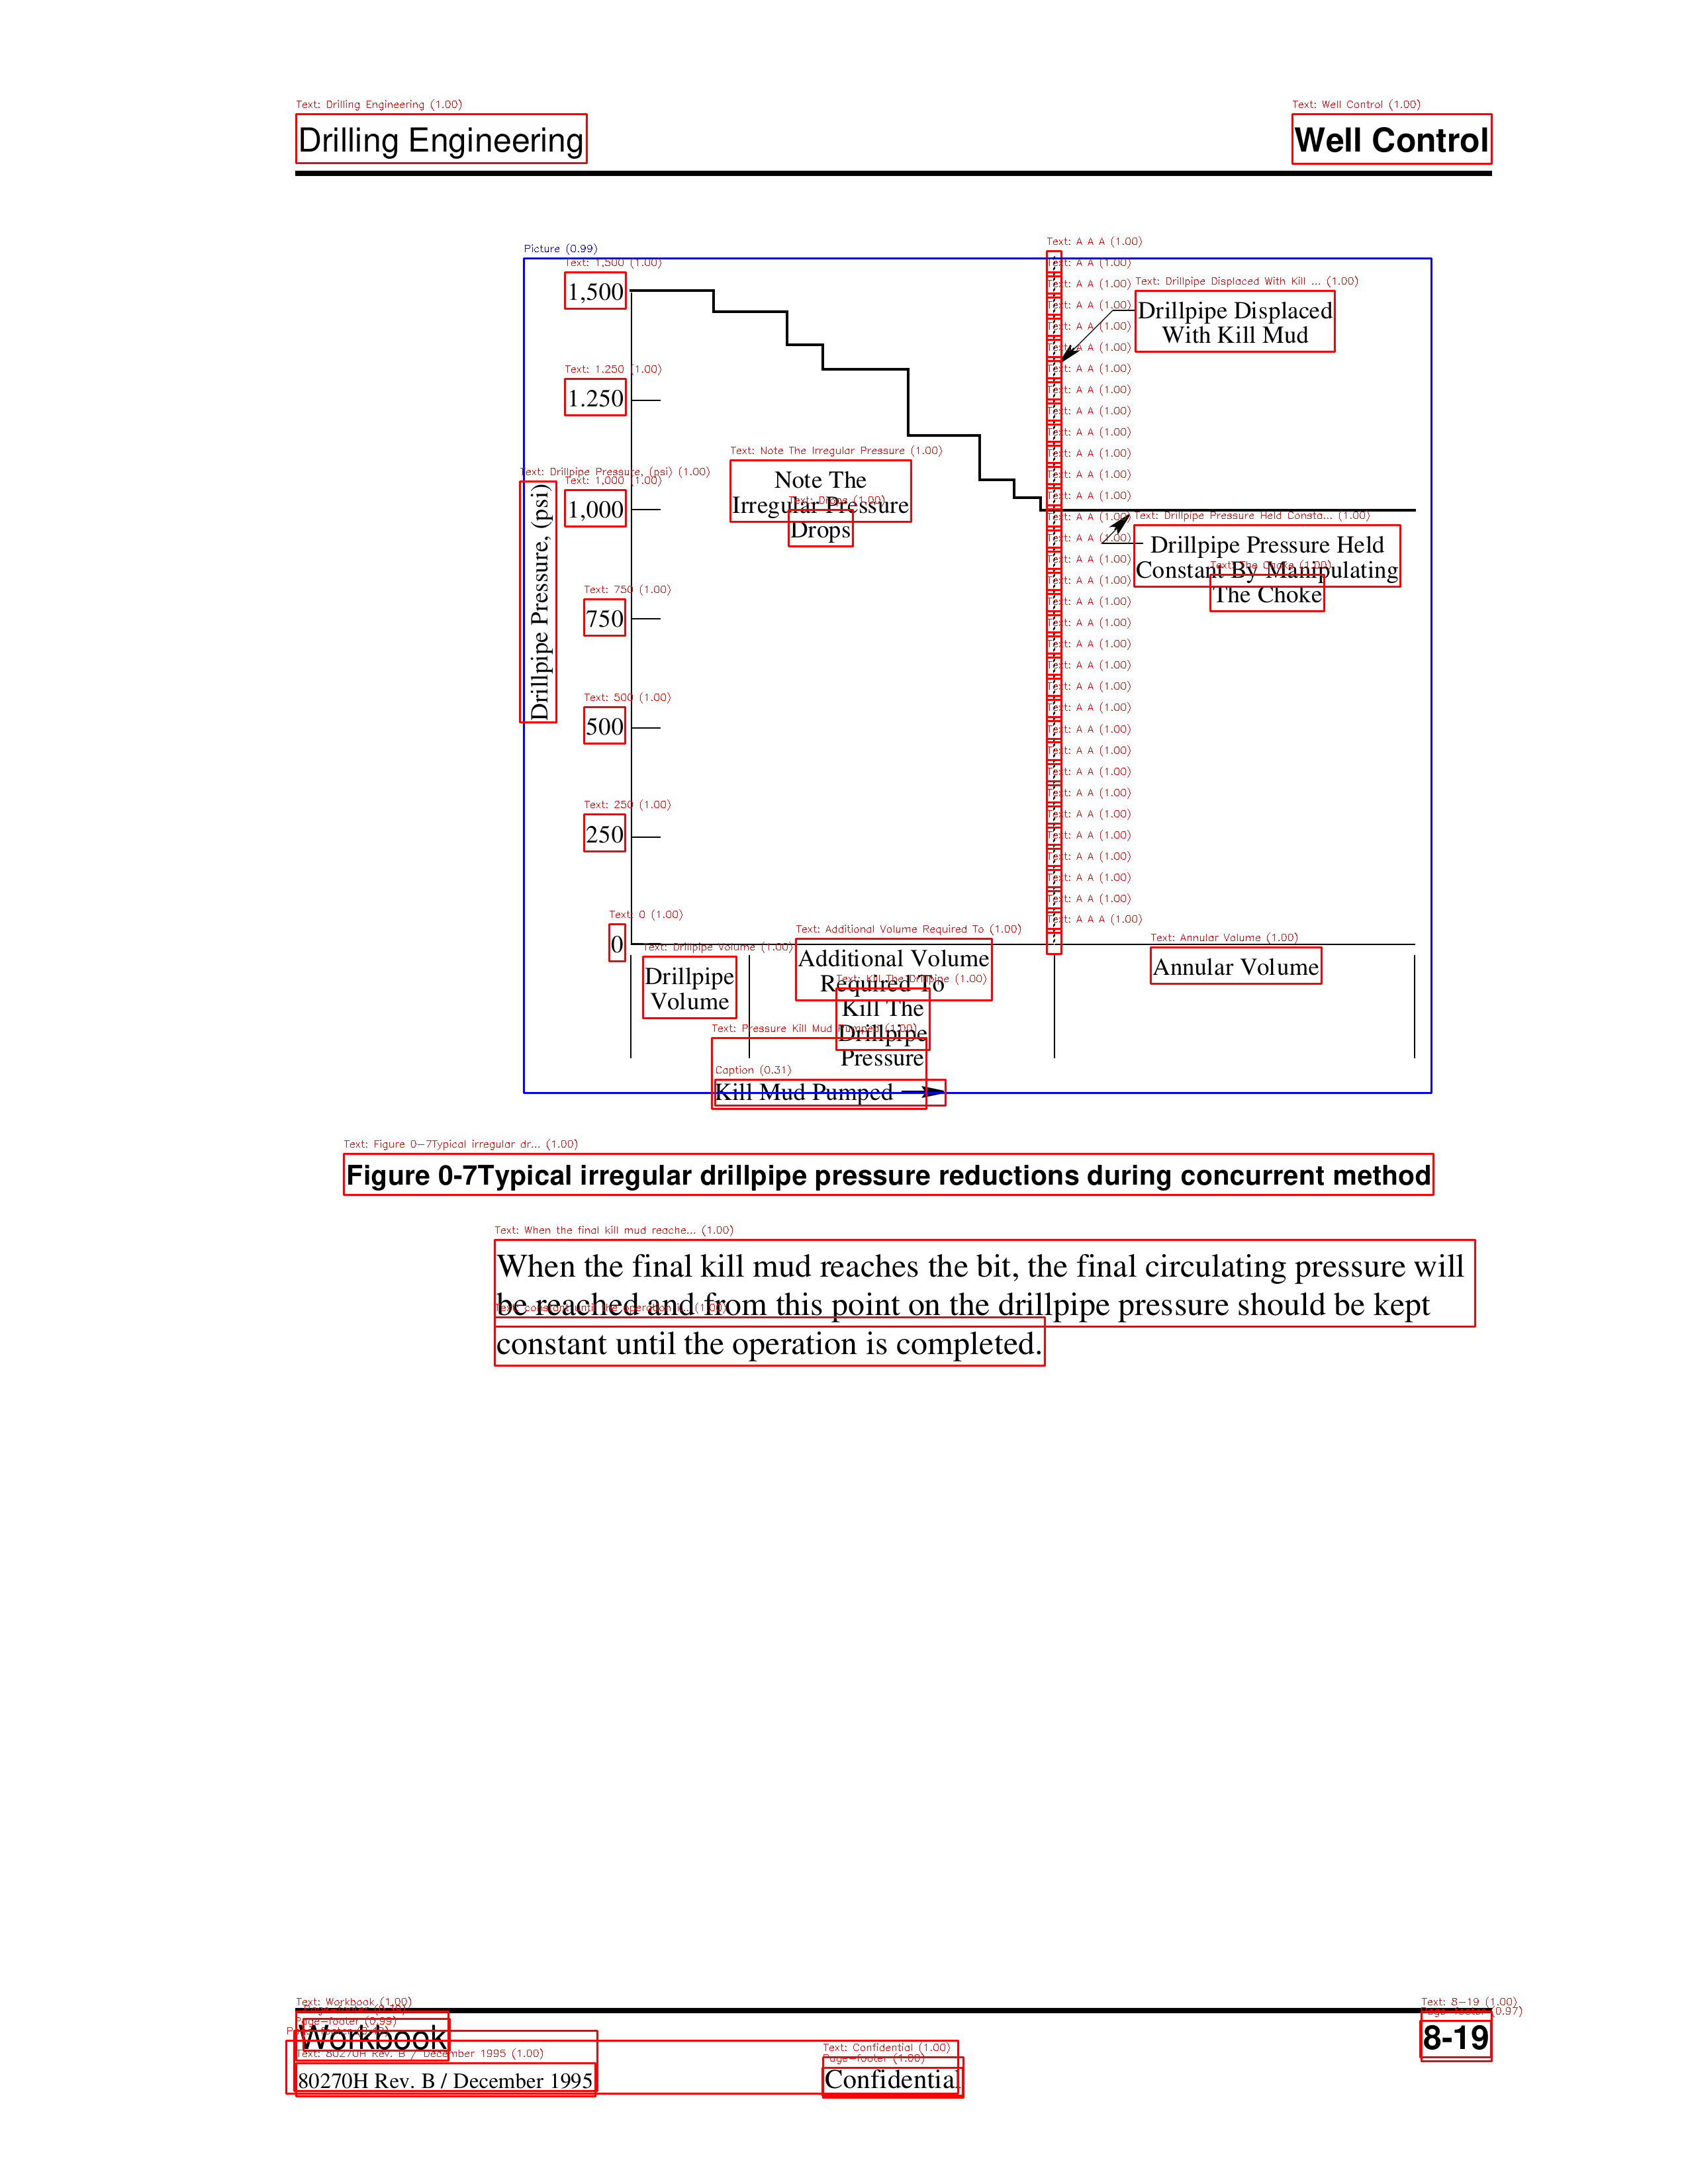 Drilling Engineering
Well Control
1,500
1.250
1,000
750
500
250
0
Drillpipe Pressure, (psi)
Note The
Irregular Pressure
Drops
Drillpipe Displaced
With Kill Mud
Drillpipe Pressure Held
Constant By Manipulating
The Choke
Drillpipe
Volume
Additional Volume
Required To
Kill The
Drillpipe
Pressure
Annular Volume
Kill Mud Pumped
Figure 0-7Typical irregular drillpipe pressure reductions during concurrent method
When the final kill mud reaches the bit, the final circulating pressure will
be reached and from this point on the drillpipe pressure should be kept
constant until the operation is completed.
Workbook
8-19
80270H Rev. B / December 1995
Confidential